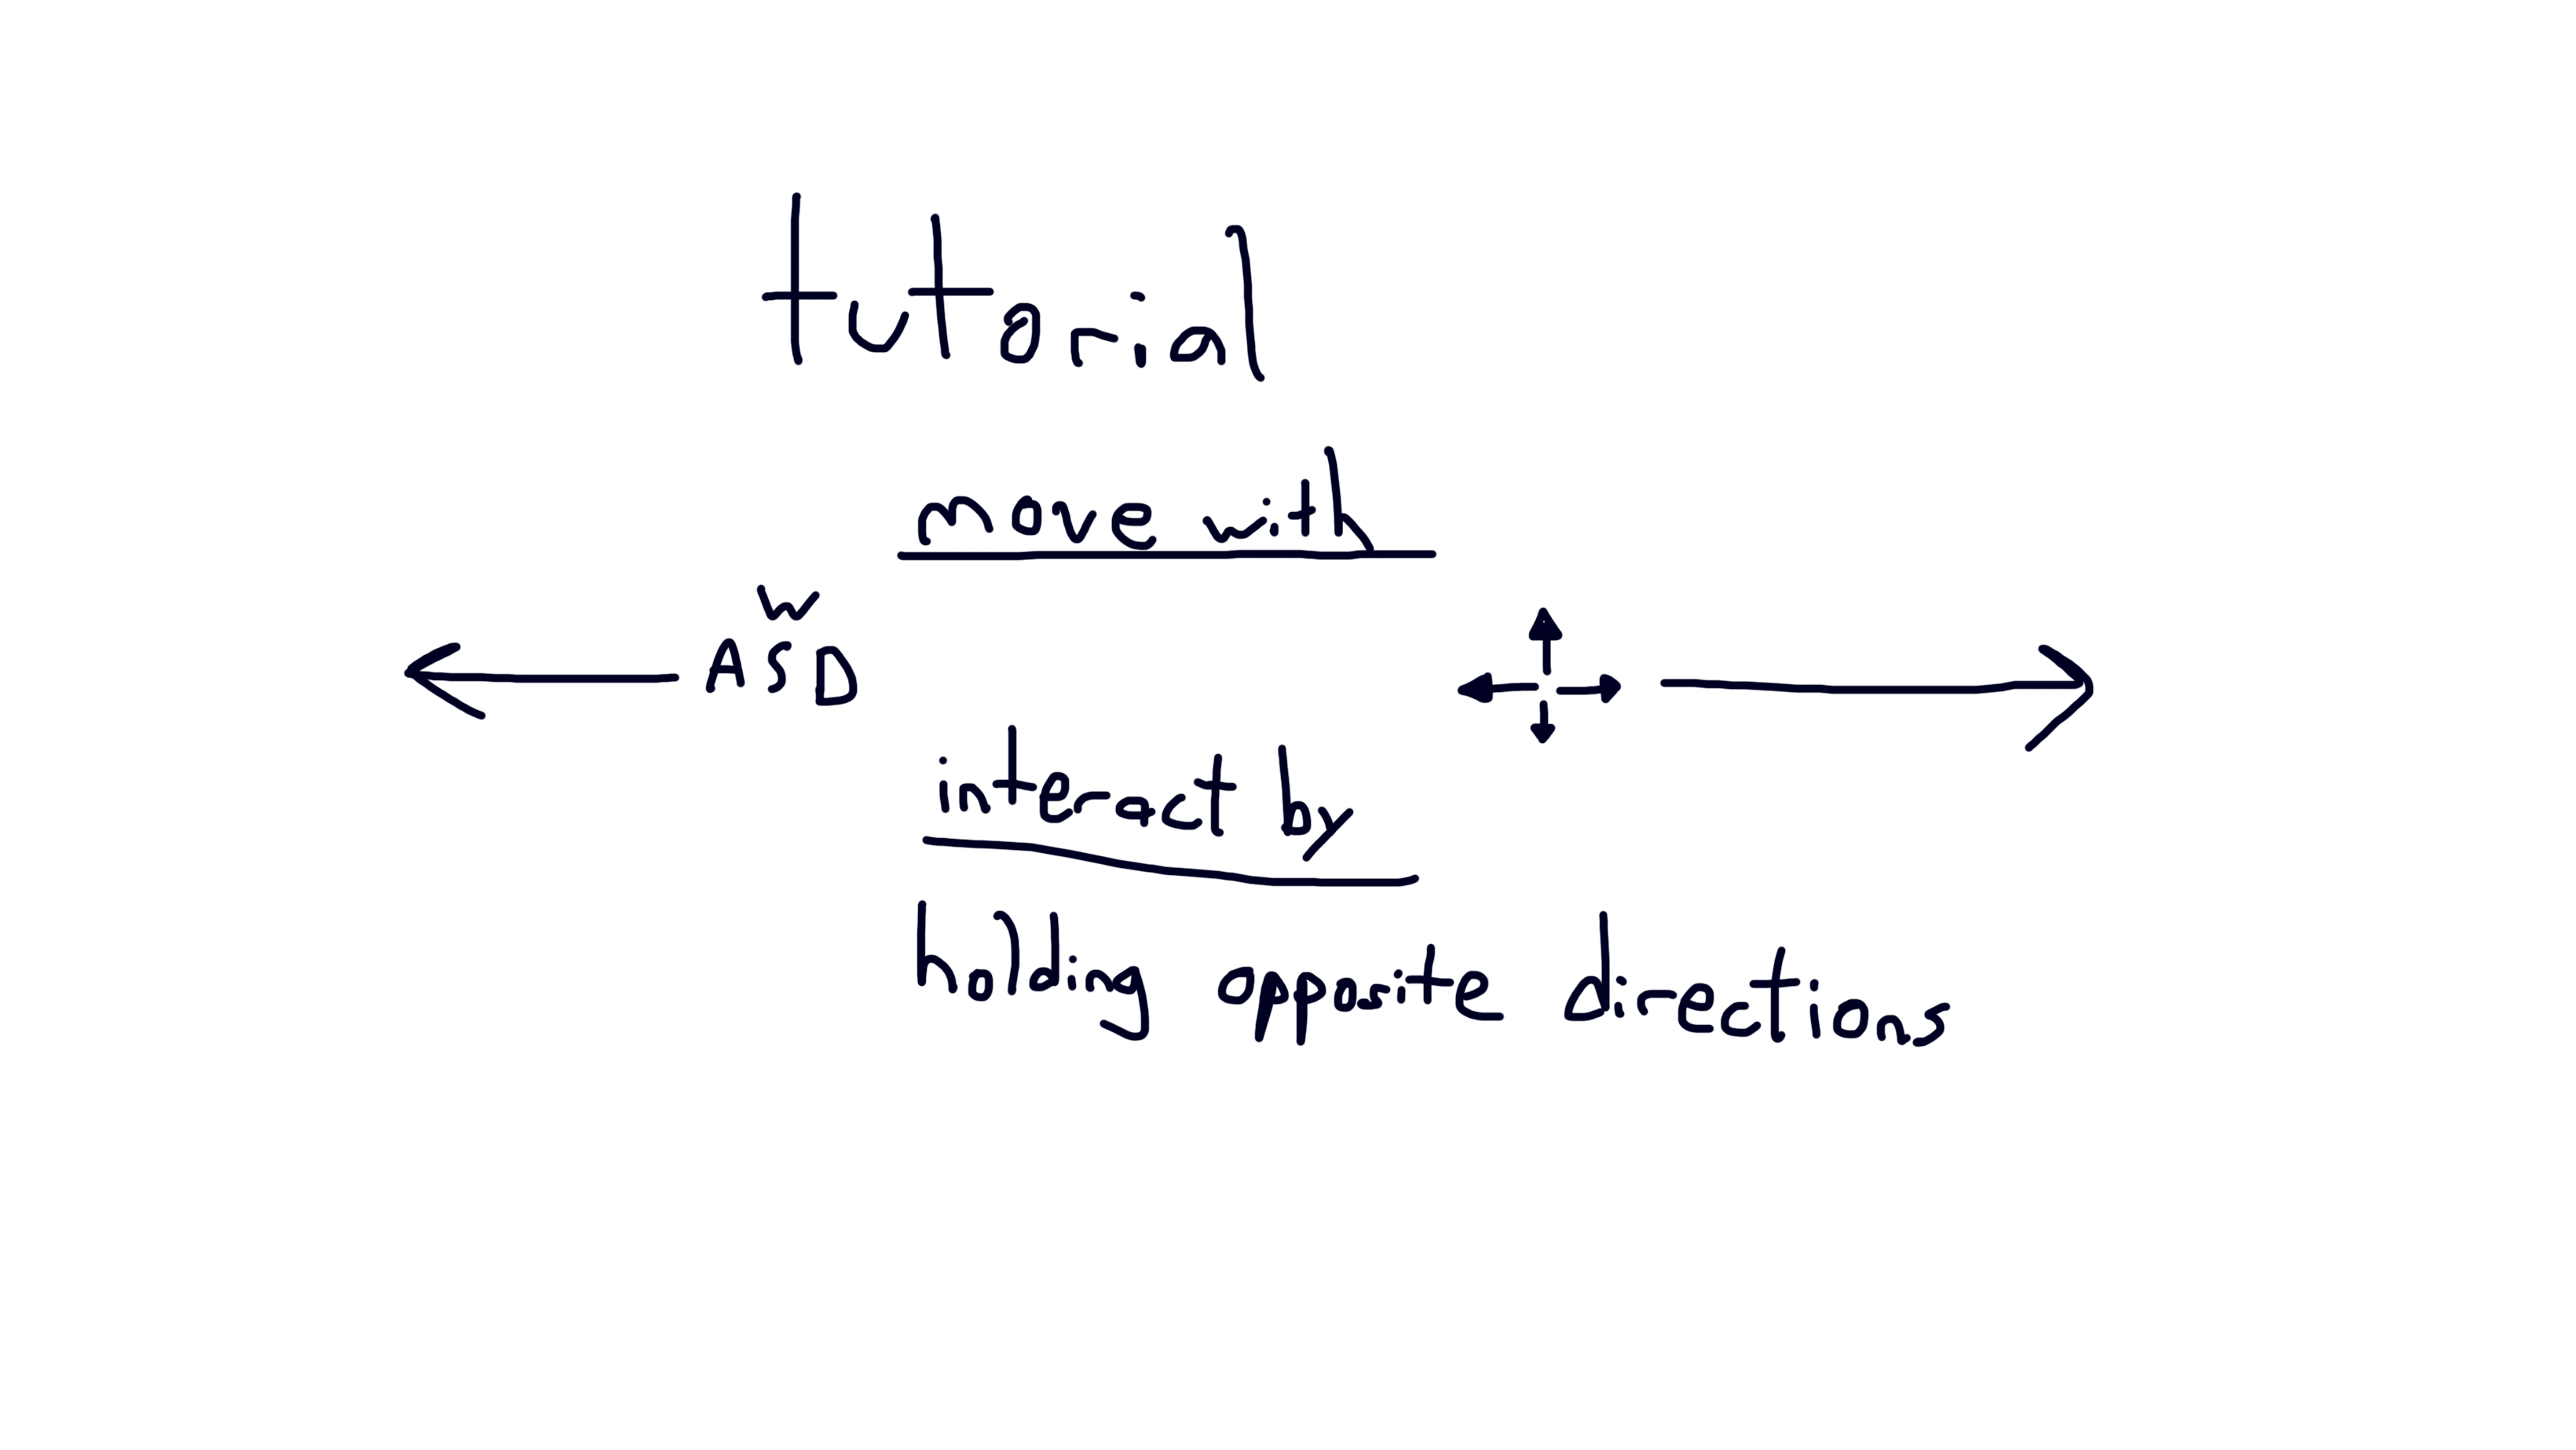 tutorial
move with
W
ASD
interact by
holding opposite directions